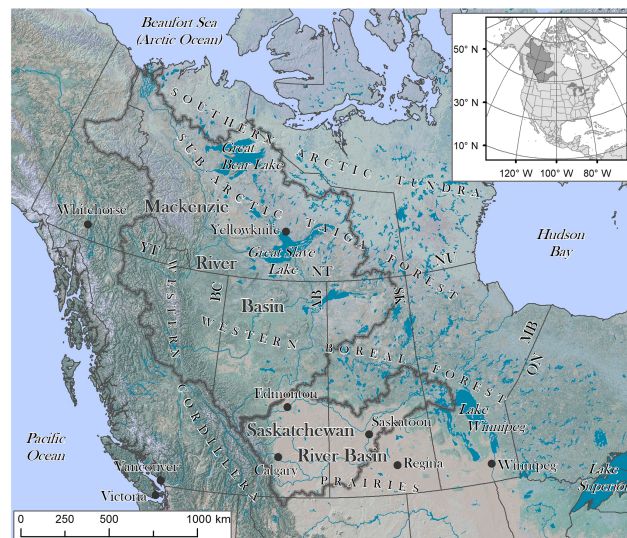 Beaufort Sea
(Arctic Ocean)
50° N
30° N
10° N
120° W
100° W
80° W
SOUTHERN ARCTIC TUNDRA
Great
Bear Lake
SUB ARCTIC TAIGA FOREST
Mackenzie
Whitehorse
Yellowknife
Hudson
Bay
YT
Great Slave
Lake
River
NT
NU
WESTERN CORDILLERA
BC
AB
SK
Basin
MB
ON
WESTERN BOREAL FOREST
Edmonton
Lake
Winnipeg
Saskatchewan
Saskatoon
River Basin
Pacific
Ocean
Vancouver
Calgary
Regina
Winnipeg
Lake
Superior
Victoria
PRAIRIES
0 250 500 1000 km